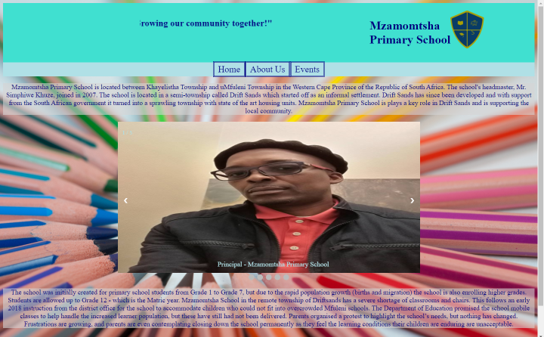 rowing our community together!"
Mzamomtsha
Primary School
Home
About Us
Events
Mzamomtsha Primary School is located between Khayelistha Township and uMfuleni Township in the Western Cape Province of the Republic of South Africa. The school's headmaster, Mr.
Simphiwe Khuze, joined in 2007. The school is located in a semi-township called Drift Sands which started off as an informal settlement. Drift Sands has since been developed and with support
from the South African government it turned into a sprawling township with state of the art housing units. Mzamomtsha Primary School is plays a key role in Drift Sands and is supporting the
local community.
Principal - Mzamomtsha Primary School
The school was initially created for primary school students from Grade 1 to Grade 7, but due to the rapid population growth (births and migration) the school is also enrolling higher grades.
Students are allowed up to Grade 12 - which is the Matric year. Mzamomtsha School in the remote township of Driftsands has a severe shortage of classrooms and chairs. This follows an early
2018 instruction from the district office for the school to accommodate children who could not fit into overcrowded Mfuleni schools. The Department of Education promised the school mobile
classes to help handle the increased learner population, but these have still had not been delivered. Parents organised a protest to highlight the school's needs, but nothing has changed.
Frustrations are growing, and parents are even contemplating closing down the school permanently as they feel the learning conditions their children are enduring are unacceptable.